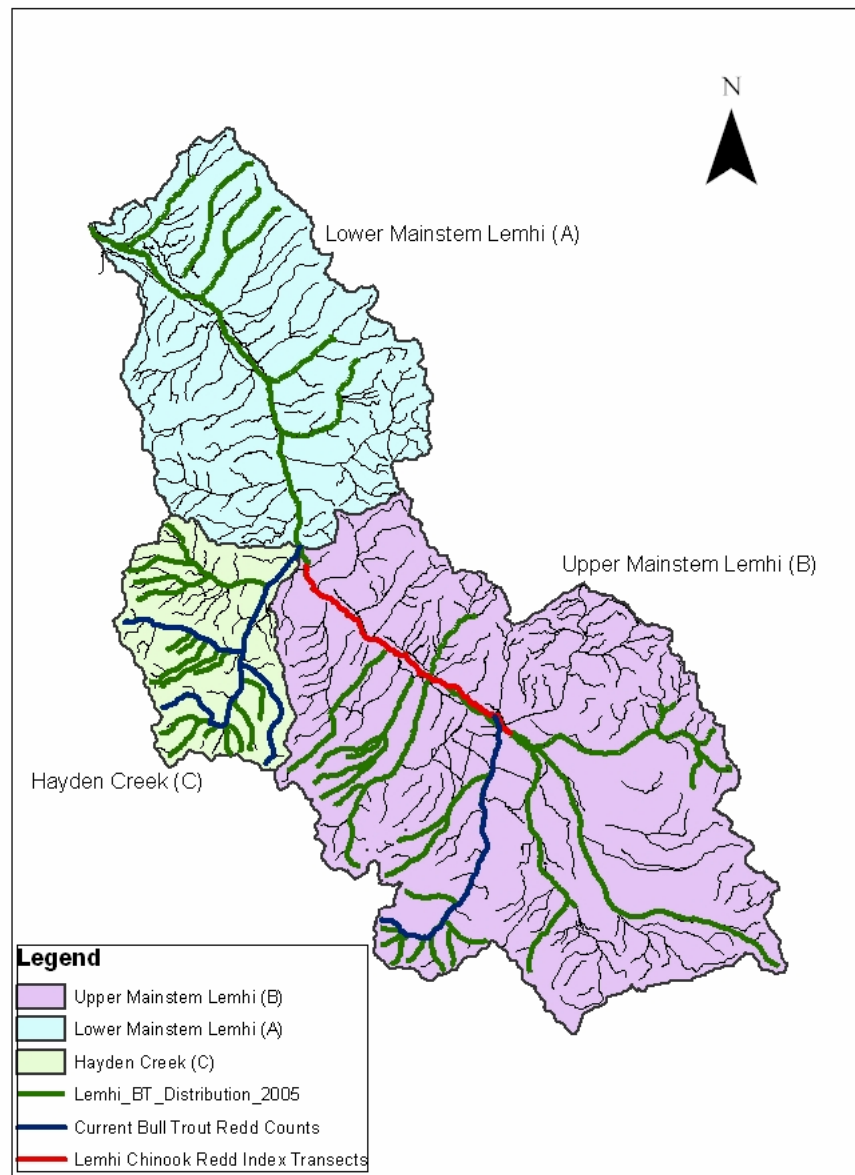 N
Lower Mainstem Lemhi (A)
Upper Mainstem Lemhi (B)
Hayden Creek (C)
Legend
Upper Mainstem Lemhi (B)
Lower Mainstem Lemhi (A)
Hayden Creek (C)
Lemhi_BT_Distribution_2005
Current Bull Trout Redd Counts
Lemhi Chinook Redd Index Transects